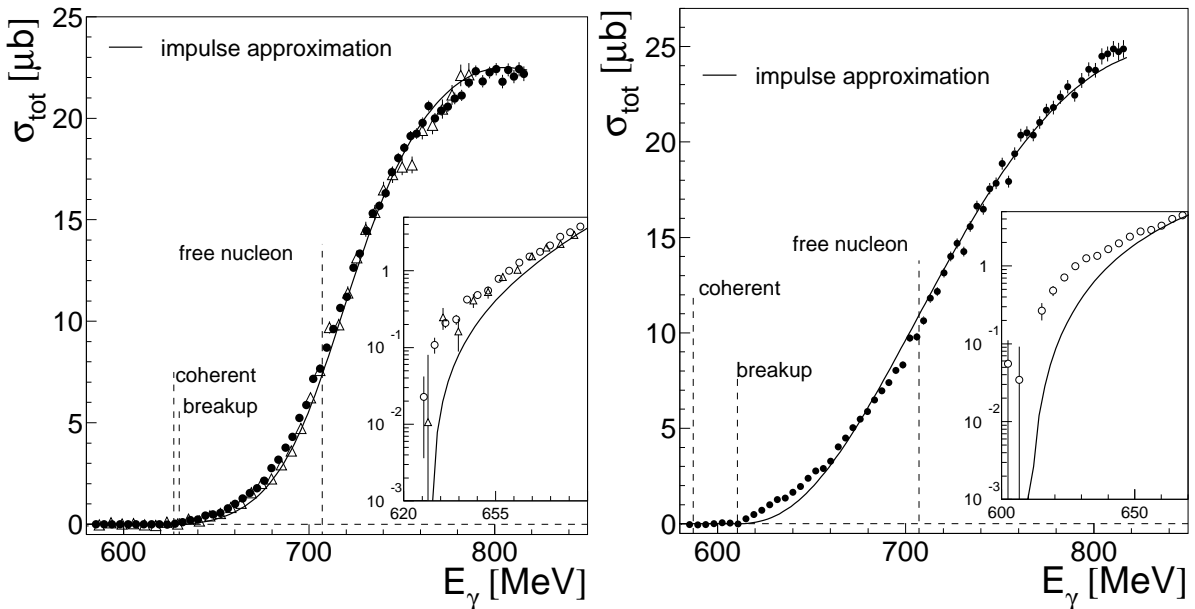 σtot [μb]
25
20
15
10
5
0
impulse approximation
free nucleon
coherent
breakup
1
10-1
10-2
10-3
620
655
600
700
800
Eγ [MeV]
σtot [μb]
25
20
15
10
5
0
impulse approximation
free nucleon
coherent
breakup
1
10-1
10-2
10-3
600
650
600
700
800
Eγ [MeV]